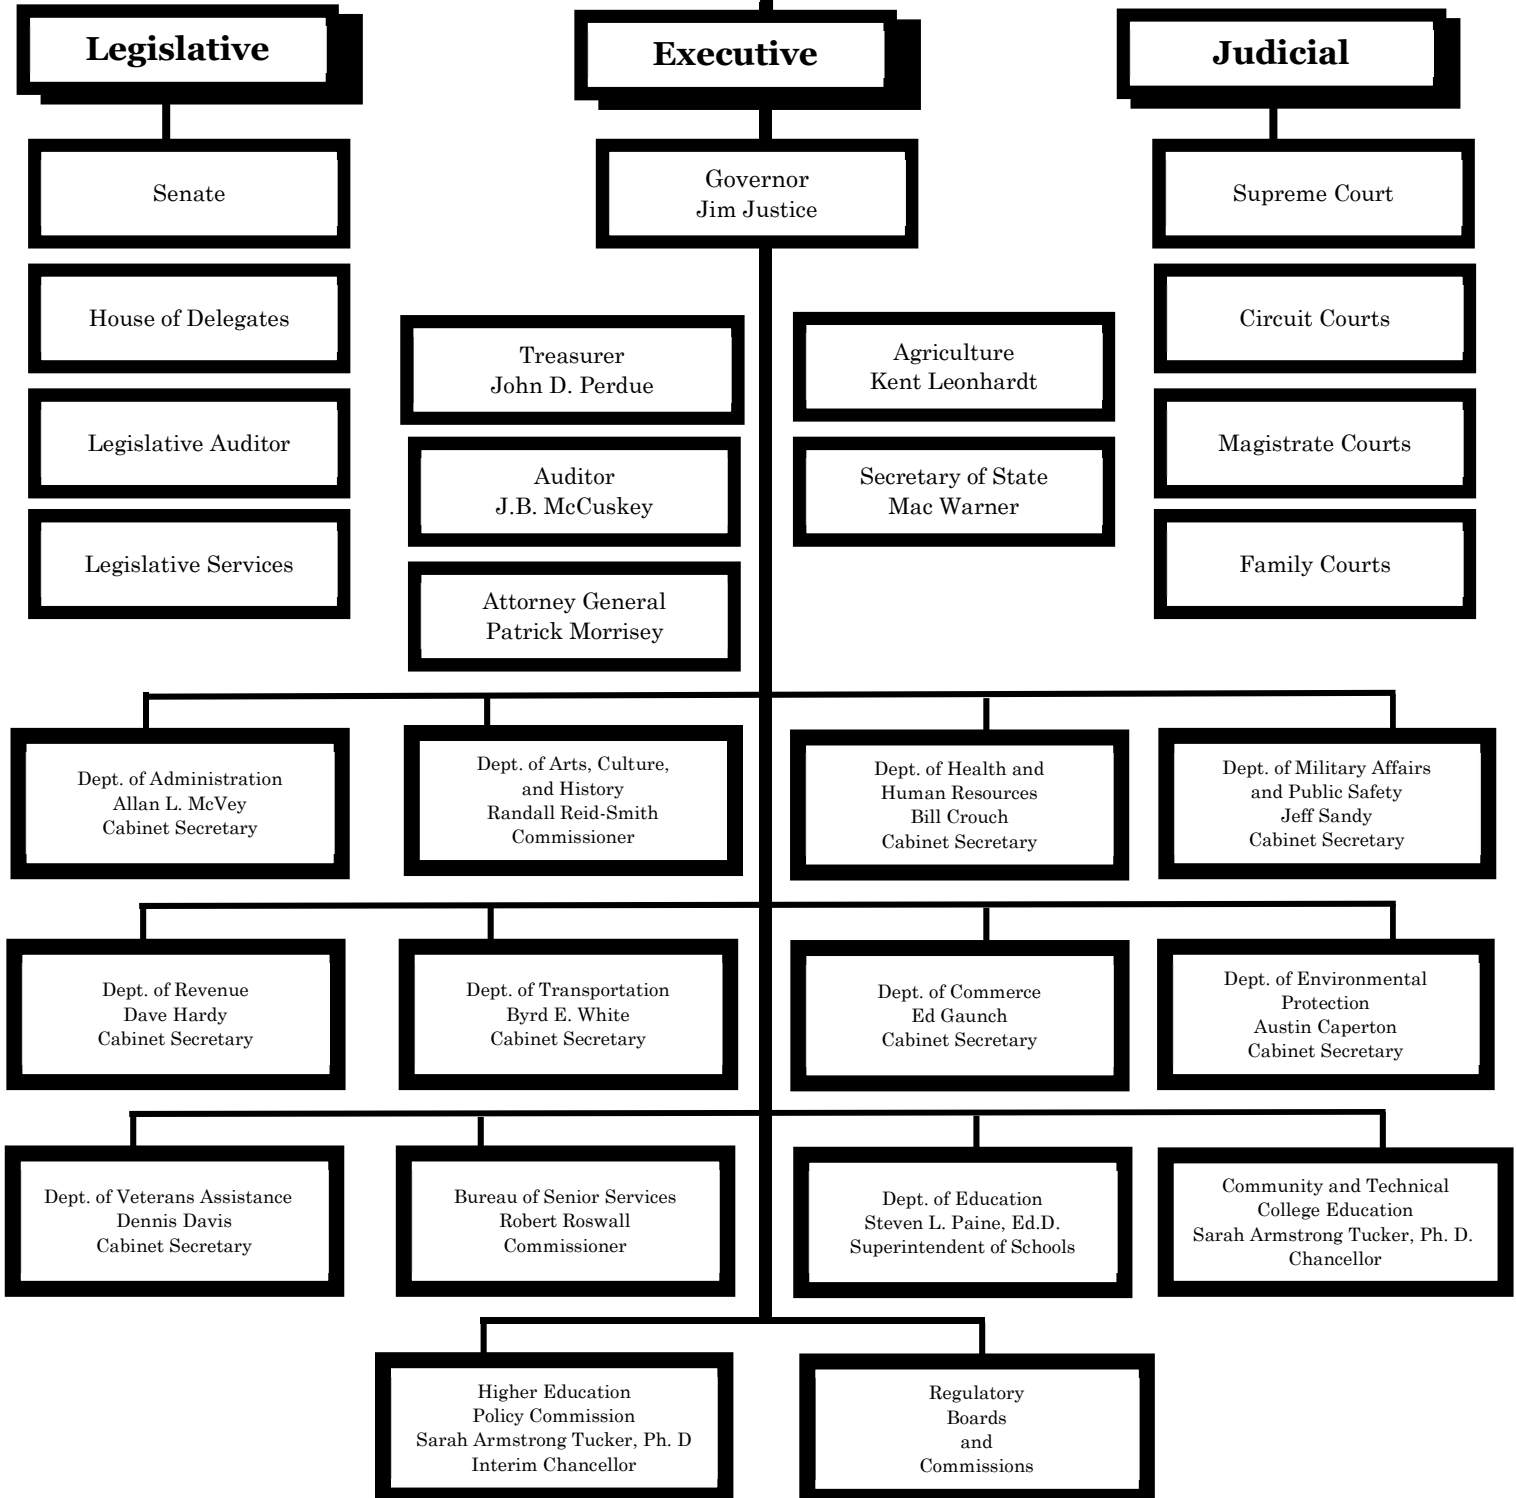 Legislative
Executive
Judicial
Senate
Governor
Jim Justice
Supreme Court
House of Delegates
Circuit Courts
Treasurer
John D. Perdue
Agriculture
Kent Leonhardt
Legislative Auditor
Magistrate Courts
Auditor
J.B. McCuskey
Secretary of State
Mac Warner
Legislative Services
Family Courts
Attorney General
Patrick Morrisey
Dept. of Administration
Allan L. McVey
Cabinet Secretary
Dept. of Arts, Culture,
and History
Randall Reid-Smith
Commissioner
Dept. of Health and
Human Resources
Bill Crouch
Cabinet Secretary
Dept. of Military Affairs
and Public Safety
Jeff Sandy
Cabinet Secretary
Dept. of Revenue
Dave Hardy
Cabinet Secretary
Dept. of Transportation
Byrd E. White
Cabinet Secretary
Dept. of Commerce
Ed Gaunch
Cabinet Secretary
Dept. of Environmental
Protection
Austin Caperton
Cabinet Secretary
Dept. of Veterans Assistance
Dennis Davis
Cabinet Secretary
Bureau of Senior Services
Robert Roswall
Commissioner
Dept. of Education
Steven L. Paine, Ed.D.
Superintendent of Schools
Community and Technical
College Education
Sarah Armstrong Tucker, Ph. D.
Chancellor
Higher Education
Policy Commission
Sarah Armstrong Tucker, Ph. D
Interim Chancellor
Regulatory
Boards
and
Commissions